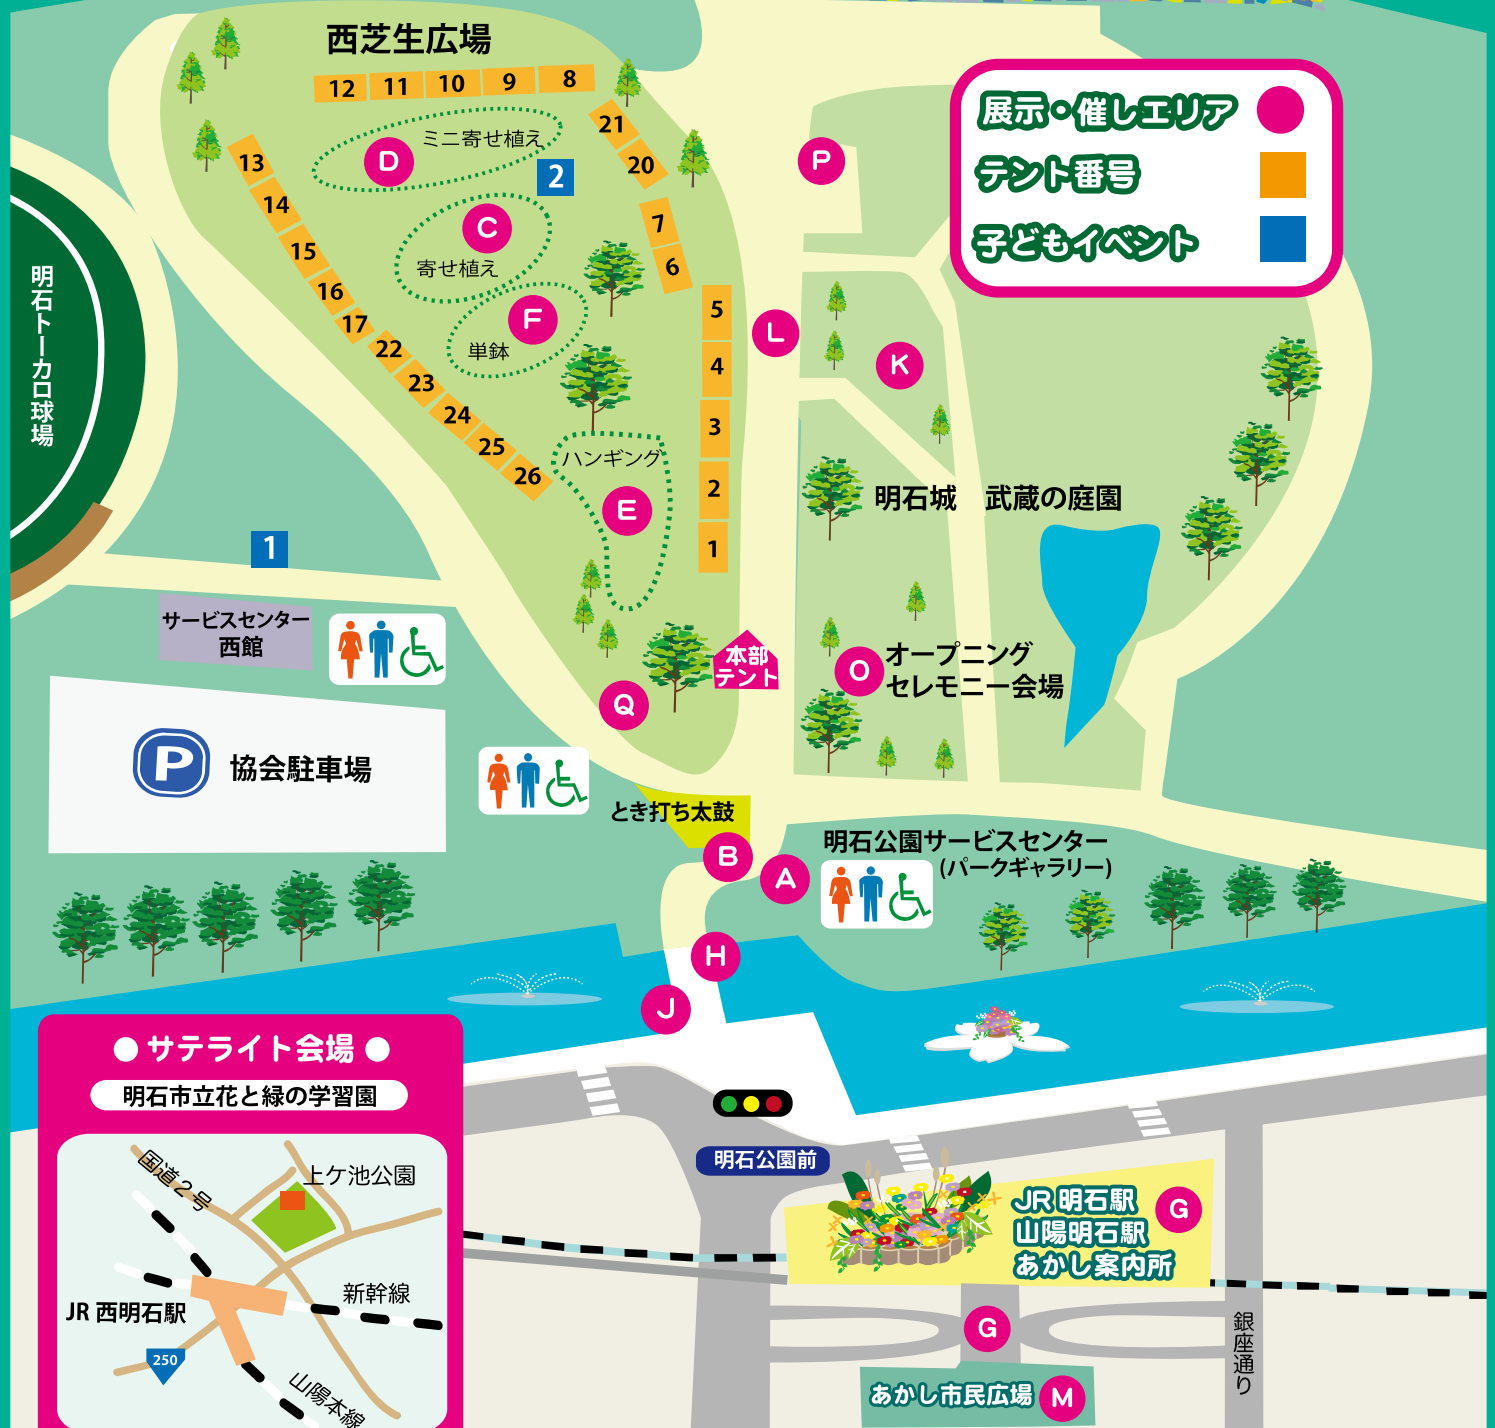 西芝生広場
12 11 10 9 8
21
20
7
6
5
4
3
2
1
13
14
15
16
17
22
23
24
25
26
ミニ寄せ植え
D
2
C
寄せ植え
F
単鉢
ハンギング
E
P
L
K
展示・催しエリア
テント番号
子どもイベント
明石トーカロ球場
明石城 武蔵の庭園
1
サービスセンター
西館
本部
テント
O
オープニング
セレモニー会場
Q
P
協会駐車場
とき打ち太鼓
B
A
明石公園サービスセンター
(パークギャラリー)
H
J
サテライト会場
明石市立花と緑の学習園
国道2号
上ケ池公園
新幹線
JR 西明石駅
250
山陽本線
明石公園前
JR 明石駅
山陽明石駅
あかし案内所
G
G
銀座通り
あかし市民広場
M